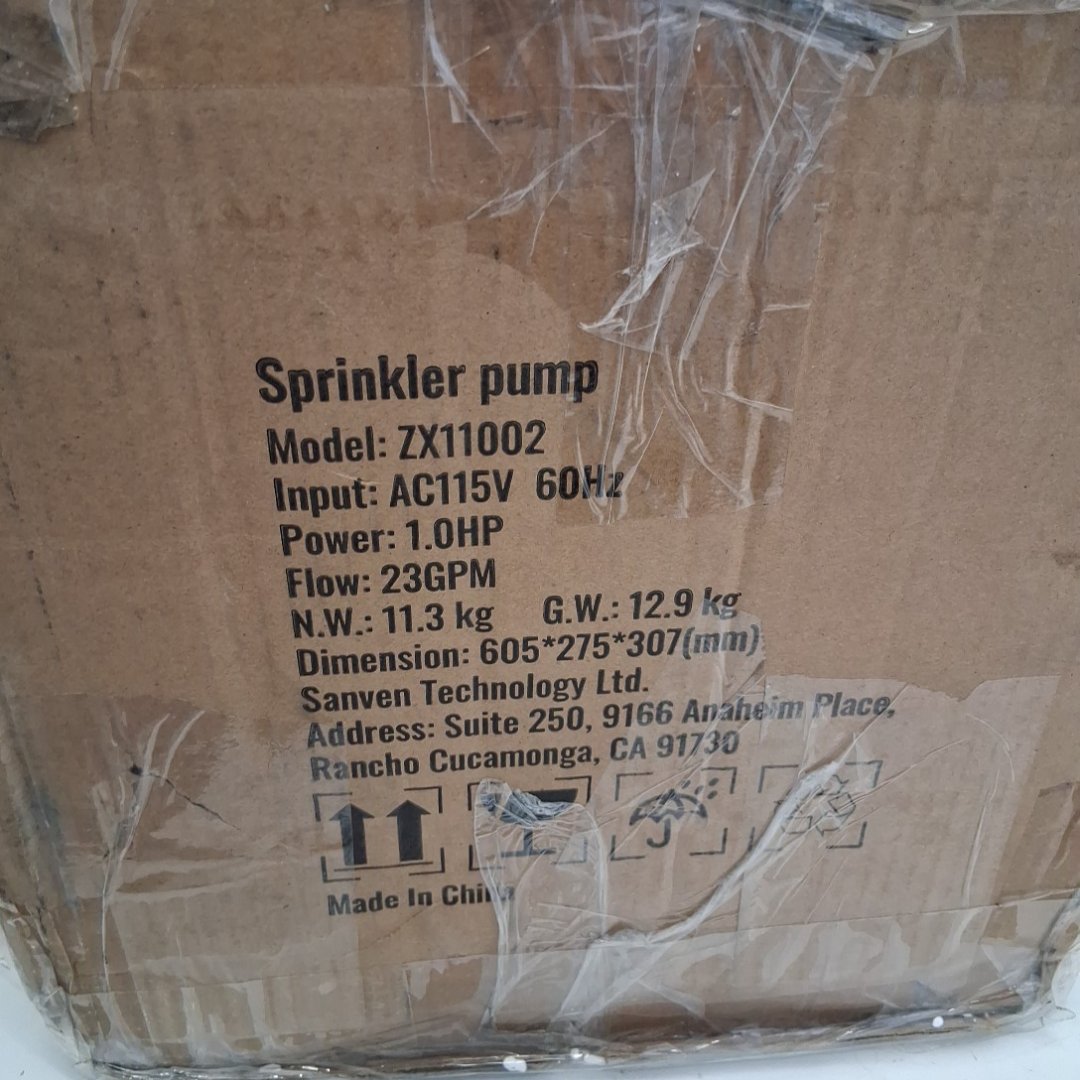 Sprinkler pump
Model: ZX11002
Input: AC115V 60Hz
Power: 1.0HP
Flow: 23GPM
N.W.: 11.3 kg G.W.: 12.9 kg
Dimension: 605*275*307(mm)
Sanven Technology Ltd.
Address: Suite 250, 9166 Anaheim Place,
Rancho Cucamonga, CA 91730
Made In China